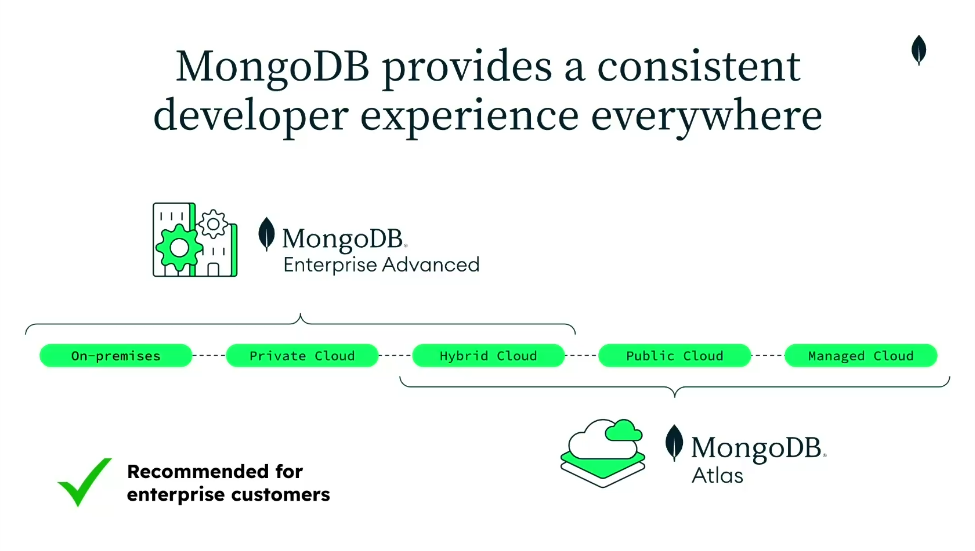 MongoDB provides a consistent
developer experience everywhere
MongoDB®
Enterprise Advanced
On-premises
Private Cloud
Hybrid Cloud
Public Cloud
Managed Cloud
MongoDB®
Atlas
Recommended for
enterprise customers